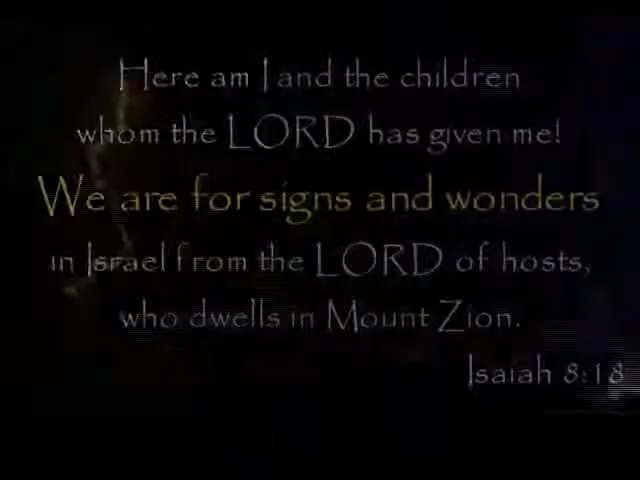 Here am I and the children
whom the LORD has given me!
We are for signs and wonders
in Israel from the LORD of hosts,
who dwells in Mount Zion.
Isaiah 8:18